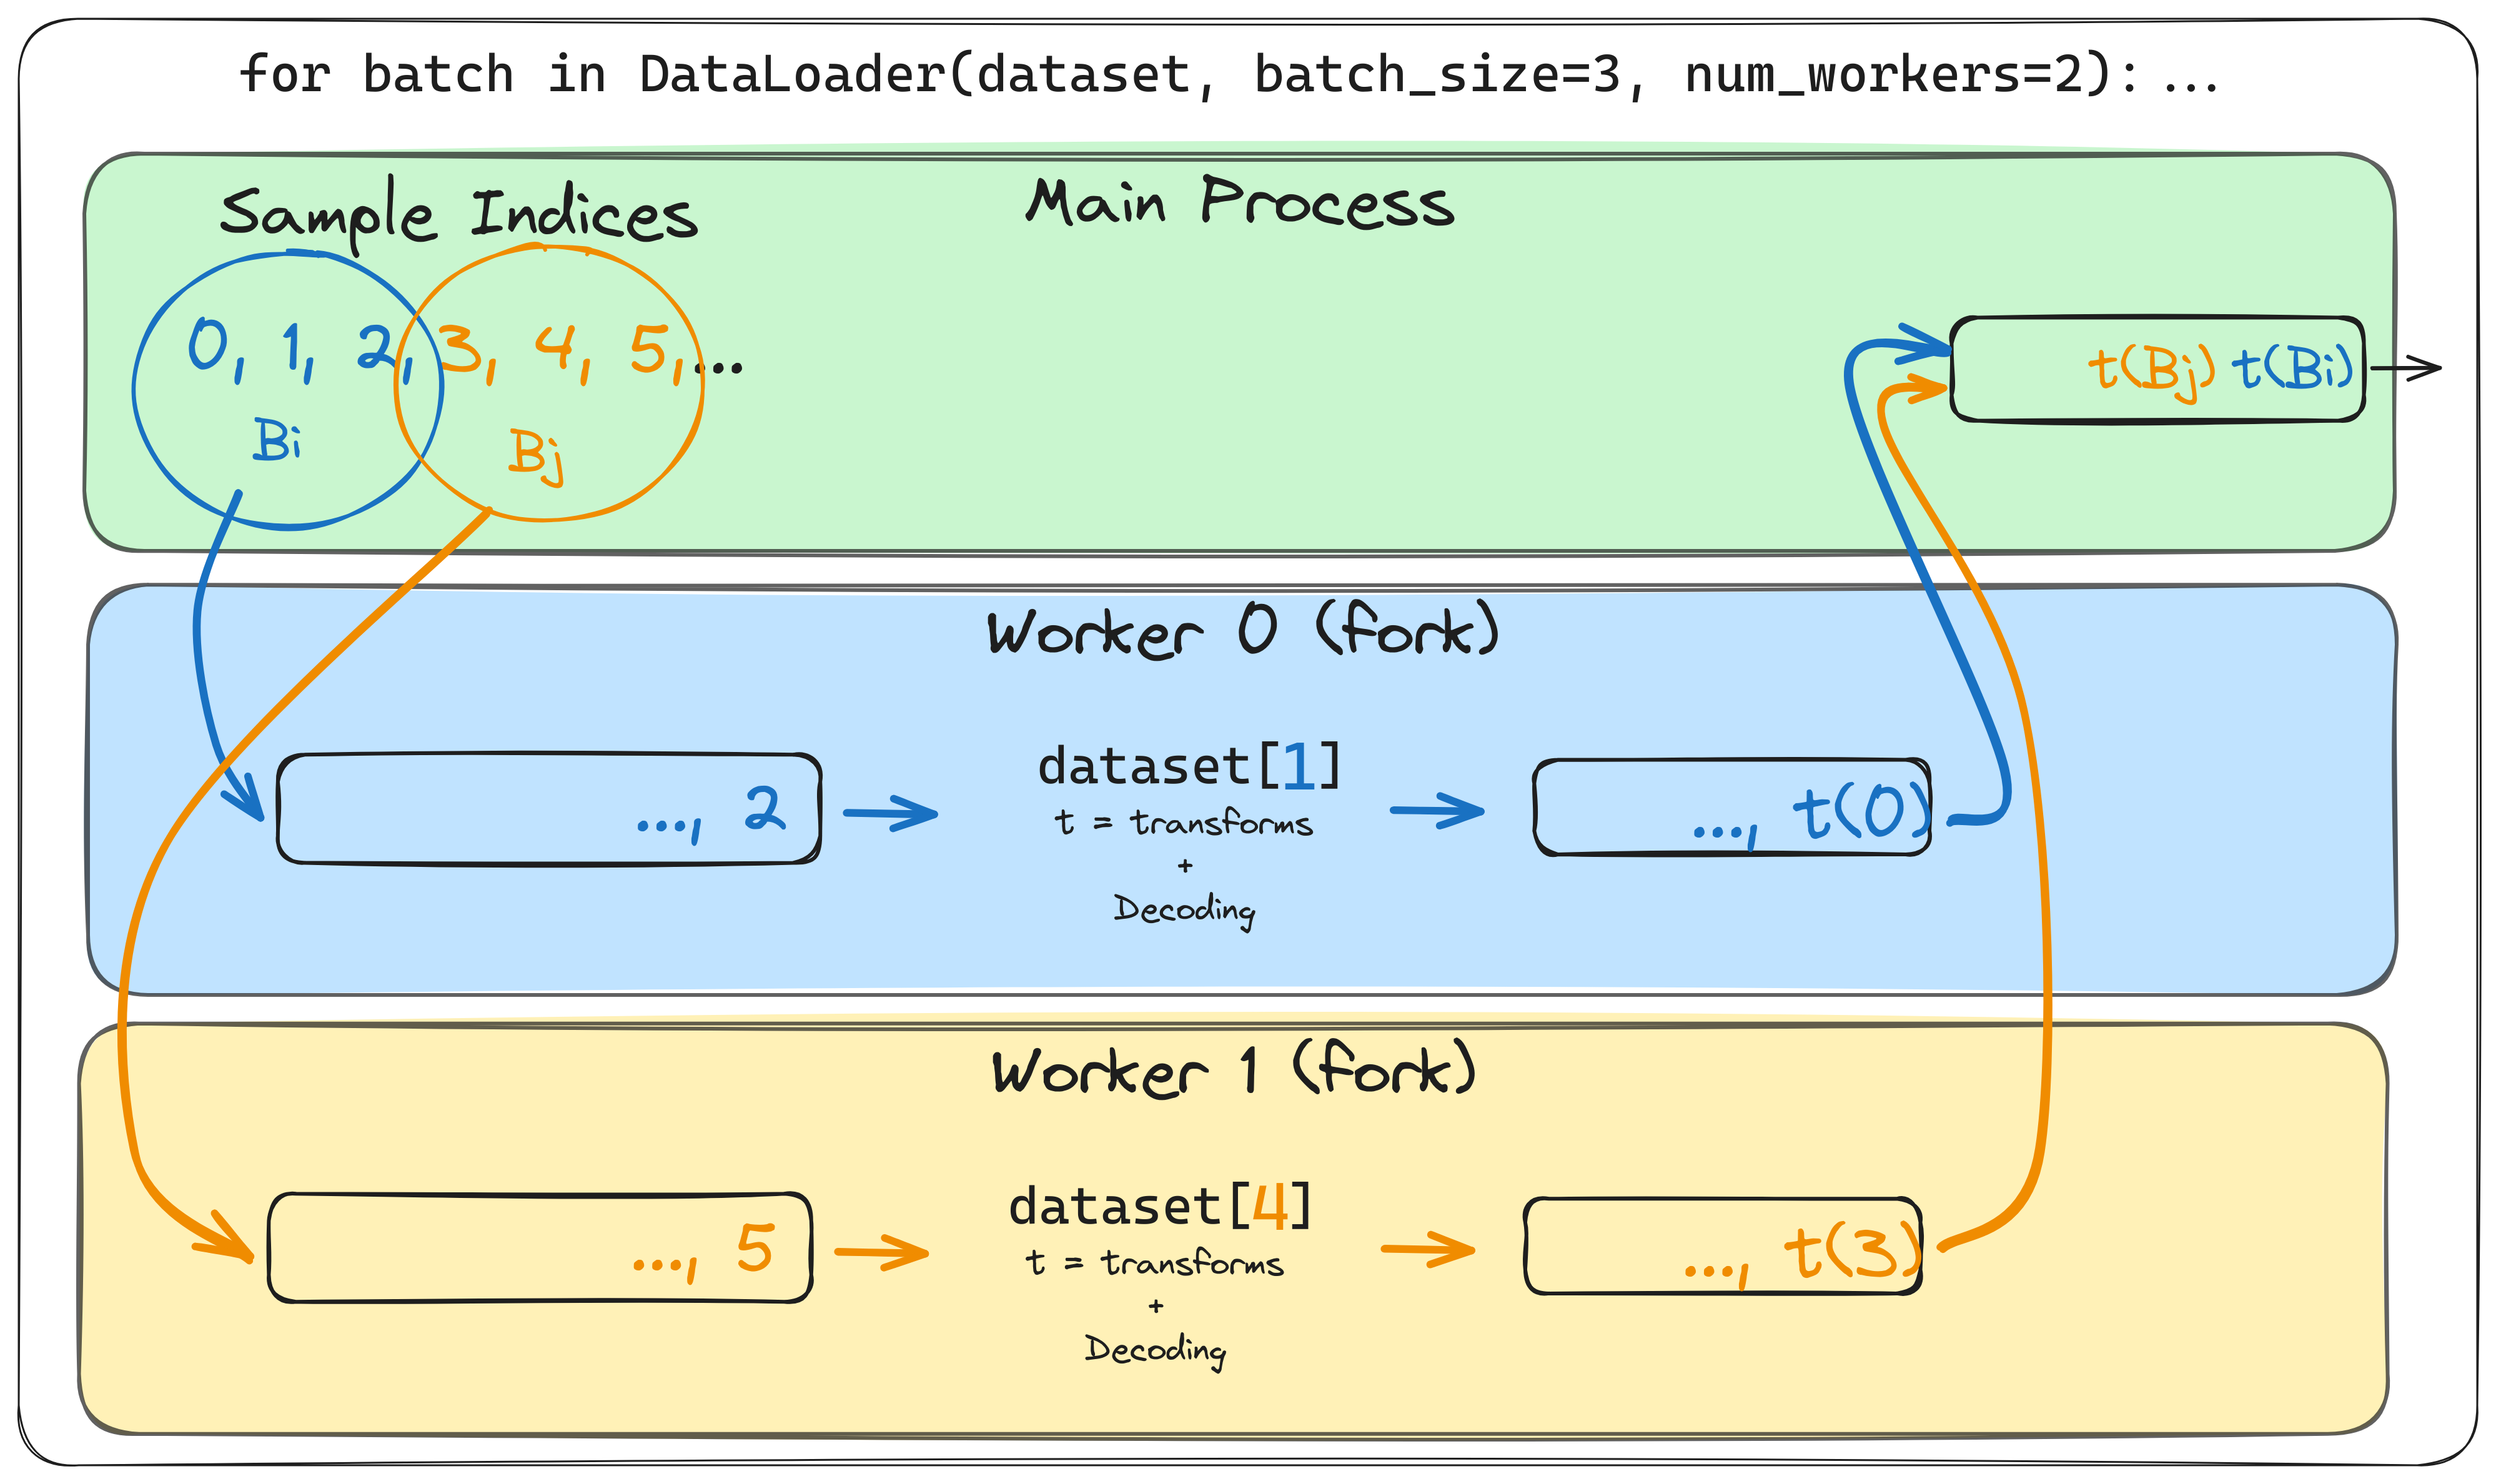 for batch in DataLoader(dataset, batch_size=3, num_workers=2): ...
Sample Indices
Main Process
0, 1, 2, 3, 4, 5, ...
Bi
Bj
t(Bj) t(Bi)
Worker 0 (fork)
..., 2
dataset[1]
t = transforms
+
Decoding
..., t(0)
Worker 1 (fork)
..., 5
dataset[4]
t = transforms
+
Decoding
..., t(3)